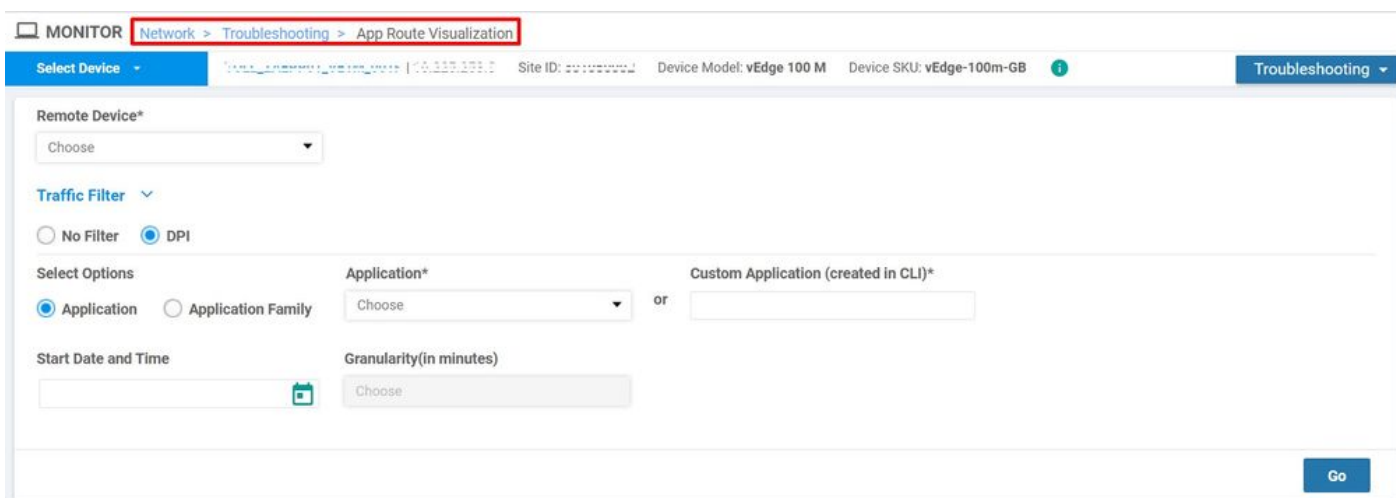 MONITOR Network > Troubleshooting > App Route Visualization
Select Device Site ID: Device Model: vEdge 100 M Device SKU: vEdge-100m-GB Troubleshooting
Remote Device*
Choose
Traffic Filter
No Filter DPI
Select Options Application* Custom Application (created in CLI)*
Application Application Family Choose or
Start Date and Time Granularity(in minutes)
Choose
Go